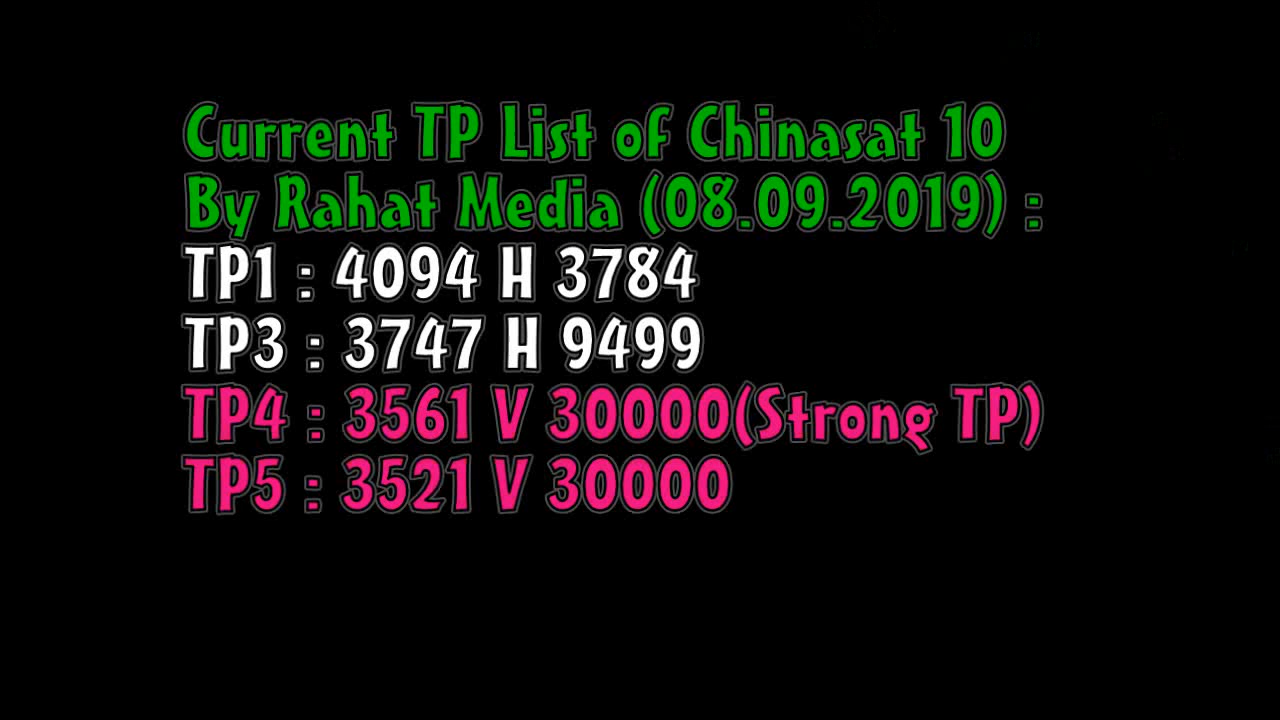 Current TP List of Chinasat 10
By Rahat Media (08.09.2019) :
TP1 : 4094 H 3784
TP3 : 3747 H 9499
TP4 : 3561 V 30000(Strong TP)
TP5 : 3521 V 30000